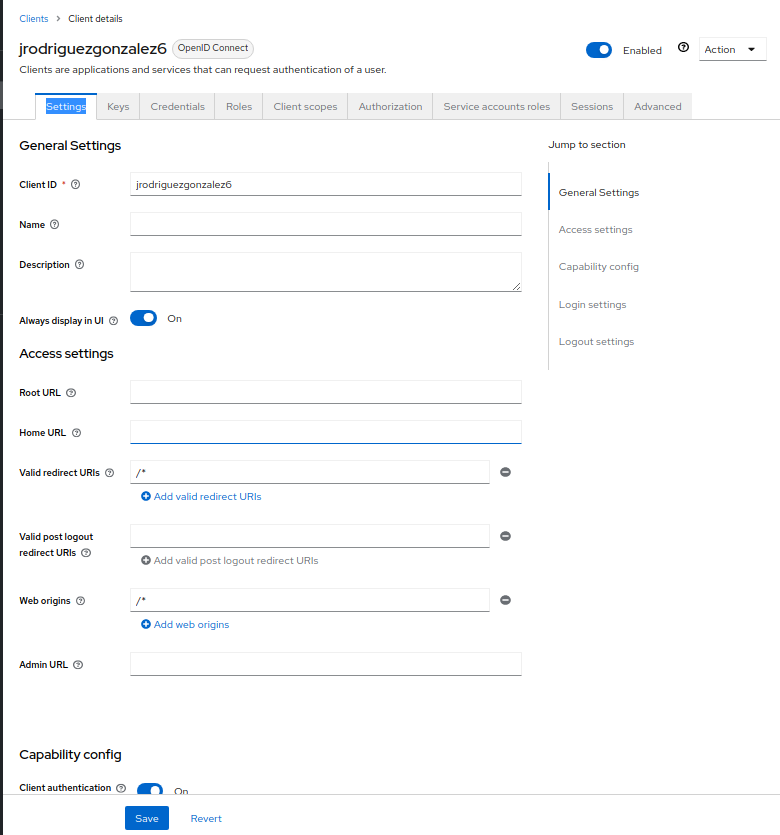 Clients > Client details
jrodriguezgonzalez6 OpenID Connect
Enabled Action
Clients are applications and services that can request authentication of a user.
Settings Keys Credentials Roles Client scopes Authorization Service accounts roles Sessions Advanced
General Settings
Jump to section
Client ID * jrodriguezgonzalez6
General Settings
Name
Access settings
Description
Capability config
Login settings
Always display in UI On
Logout settings
Access settings
Root URL
Home URL
Valid redirect URIs /*
Add valid redirect URIs
Valid post logout
redirect URIs
Add valid post logout redirect URIs
Web origins /*
Add web origins
Admin URL
Capability config
Client authentication On
Save Revert